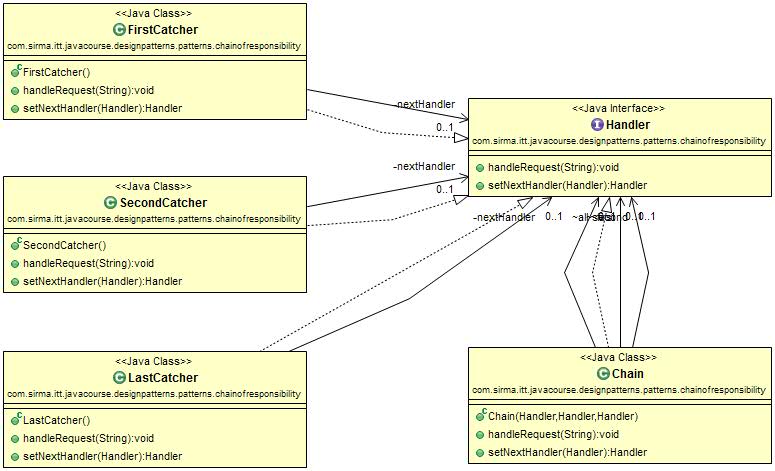 <<Java Class>>
FirstCatcher
com.sirma.itt.javacourse.designpatterns.patterns.chainofresponsibility
FirstCatcher()
handleRequest(String):void
setNextHandler(Handler):Handler
-nextHandler
0..1
<<Java Interface>>
Handler
com.sirma.itt.javacourse.designpatterns.patterns.chainofresponsibility
handleRequest(String):void
setNextHandler(Handler):Handler
<<Java Class>>
SecondCatcher
com.sirma.itt.javacourse.designpatterns.patterns.chainofresponsibility
SecondCatcher()
handleRequest(String):void
setNextHandler(Handler):Handler
-nextHandler
0..1
-nextHandler
0..1
0..1
<<Java Class>>
LastCatcher
com.sirma.itt.javacourse.designpatterns.patterns.chainofresponsibility
LastCatcher()
handleRequest(String):void
setNextHandler(Handler):Handler
<<Java Class>>
Chain
com.sirma.itt.javacourse.designpatterns.patterns.chainofresponsibility
Chain(Handler,Handler,Handler)
handleRequest(String):void
setNextHandler(Handler):Handler